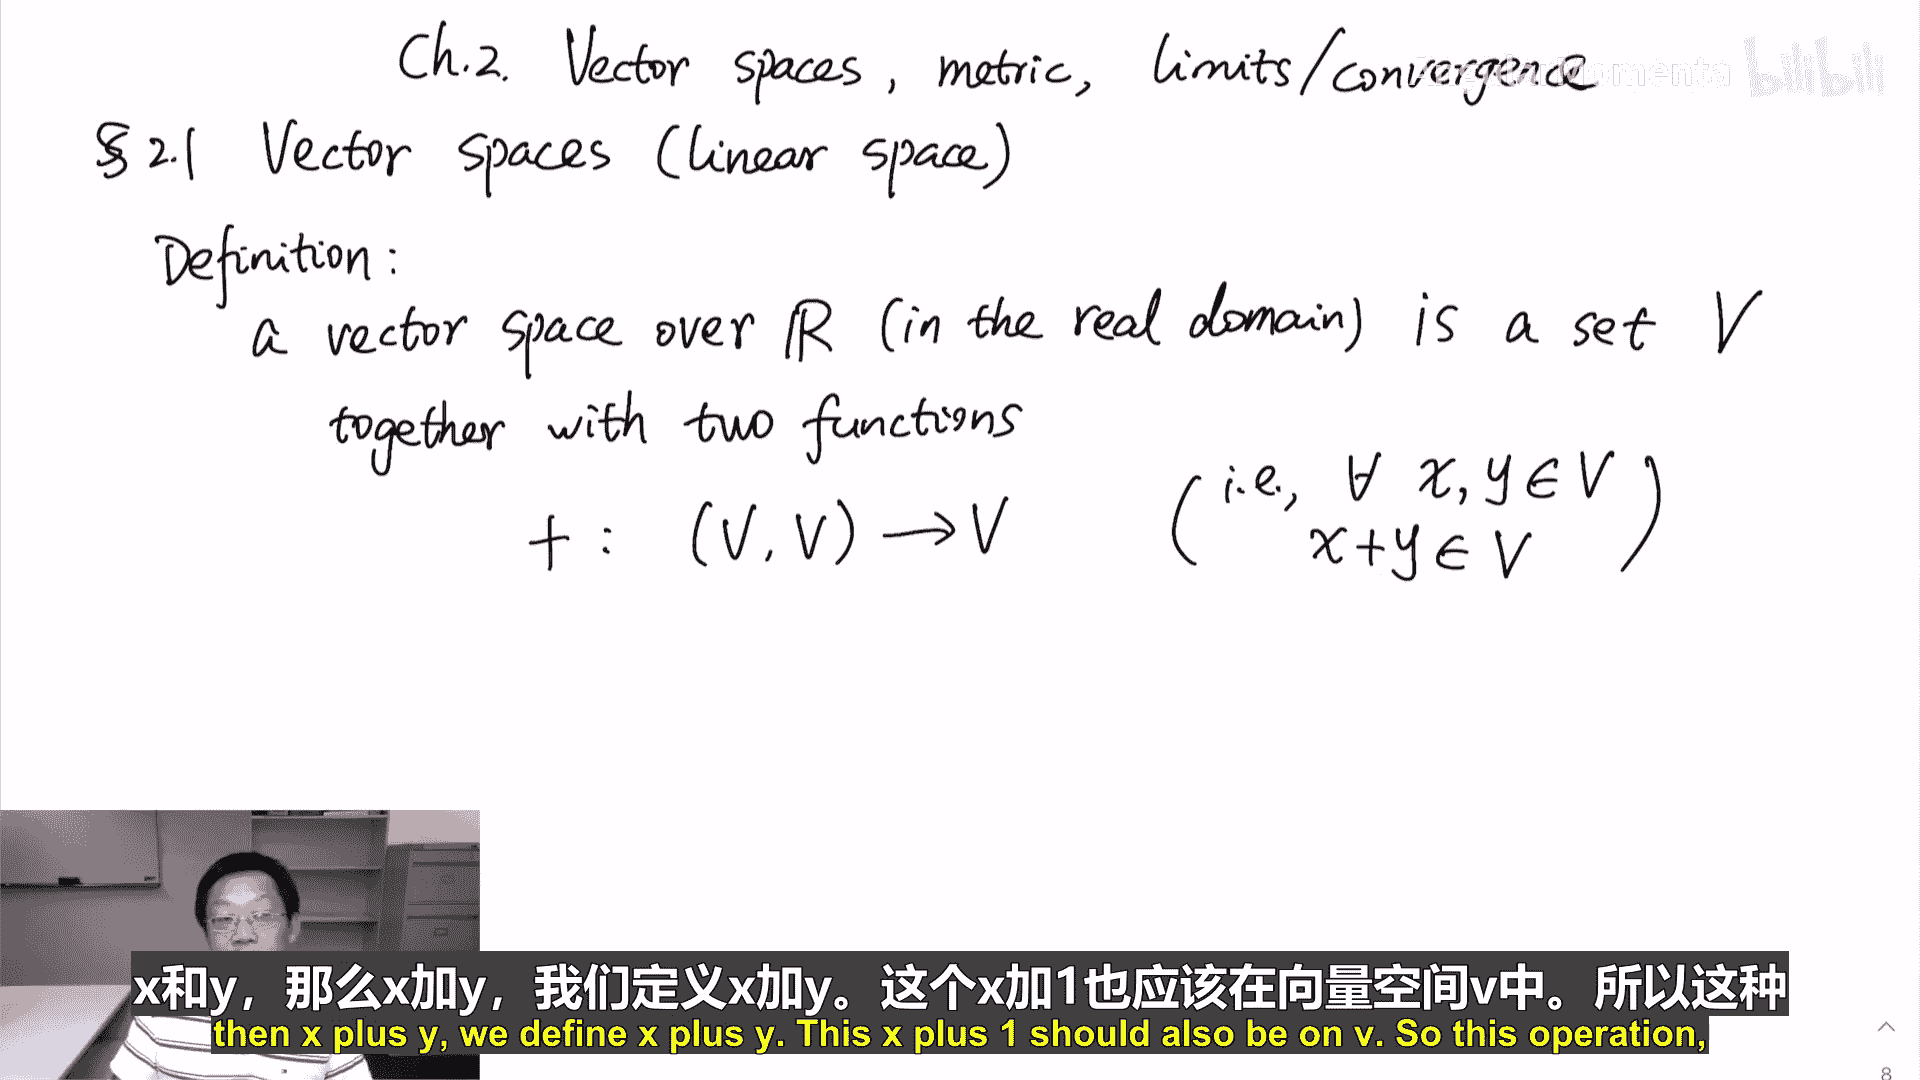 Ch.2. Vector spaces, metric, limits/convergence
AngularMomenta bilibili
§ 2.1 Vector spaces (linear space)
Definition:
a vector space over ℝ (in the real domain) is a set V
together with two functions
(i.e., ∀ x, y ∈ V
+ : (V, V) → V
x+y ∈ V)
x和y，那么x加y，我们定义x加y。这个x加1也应该在向量空间v中。所以这种
then x plus y, we define x plus y. This x plus 1 should also be on v. So this operation,
8